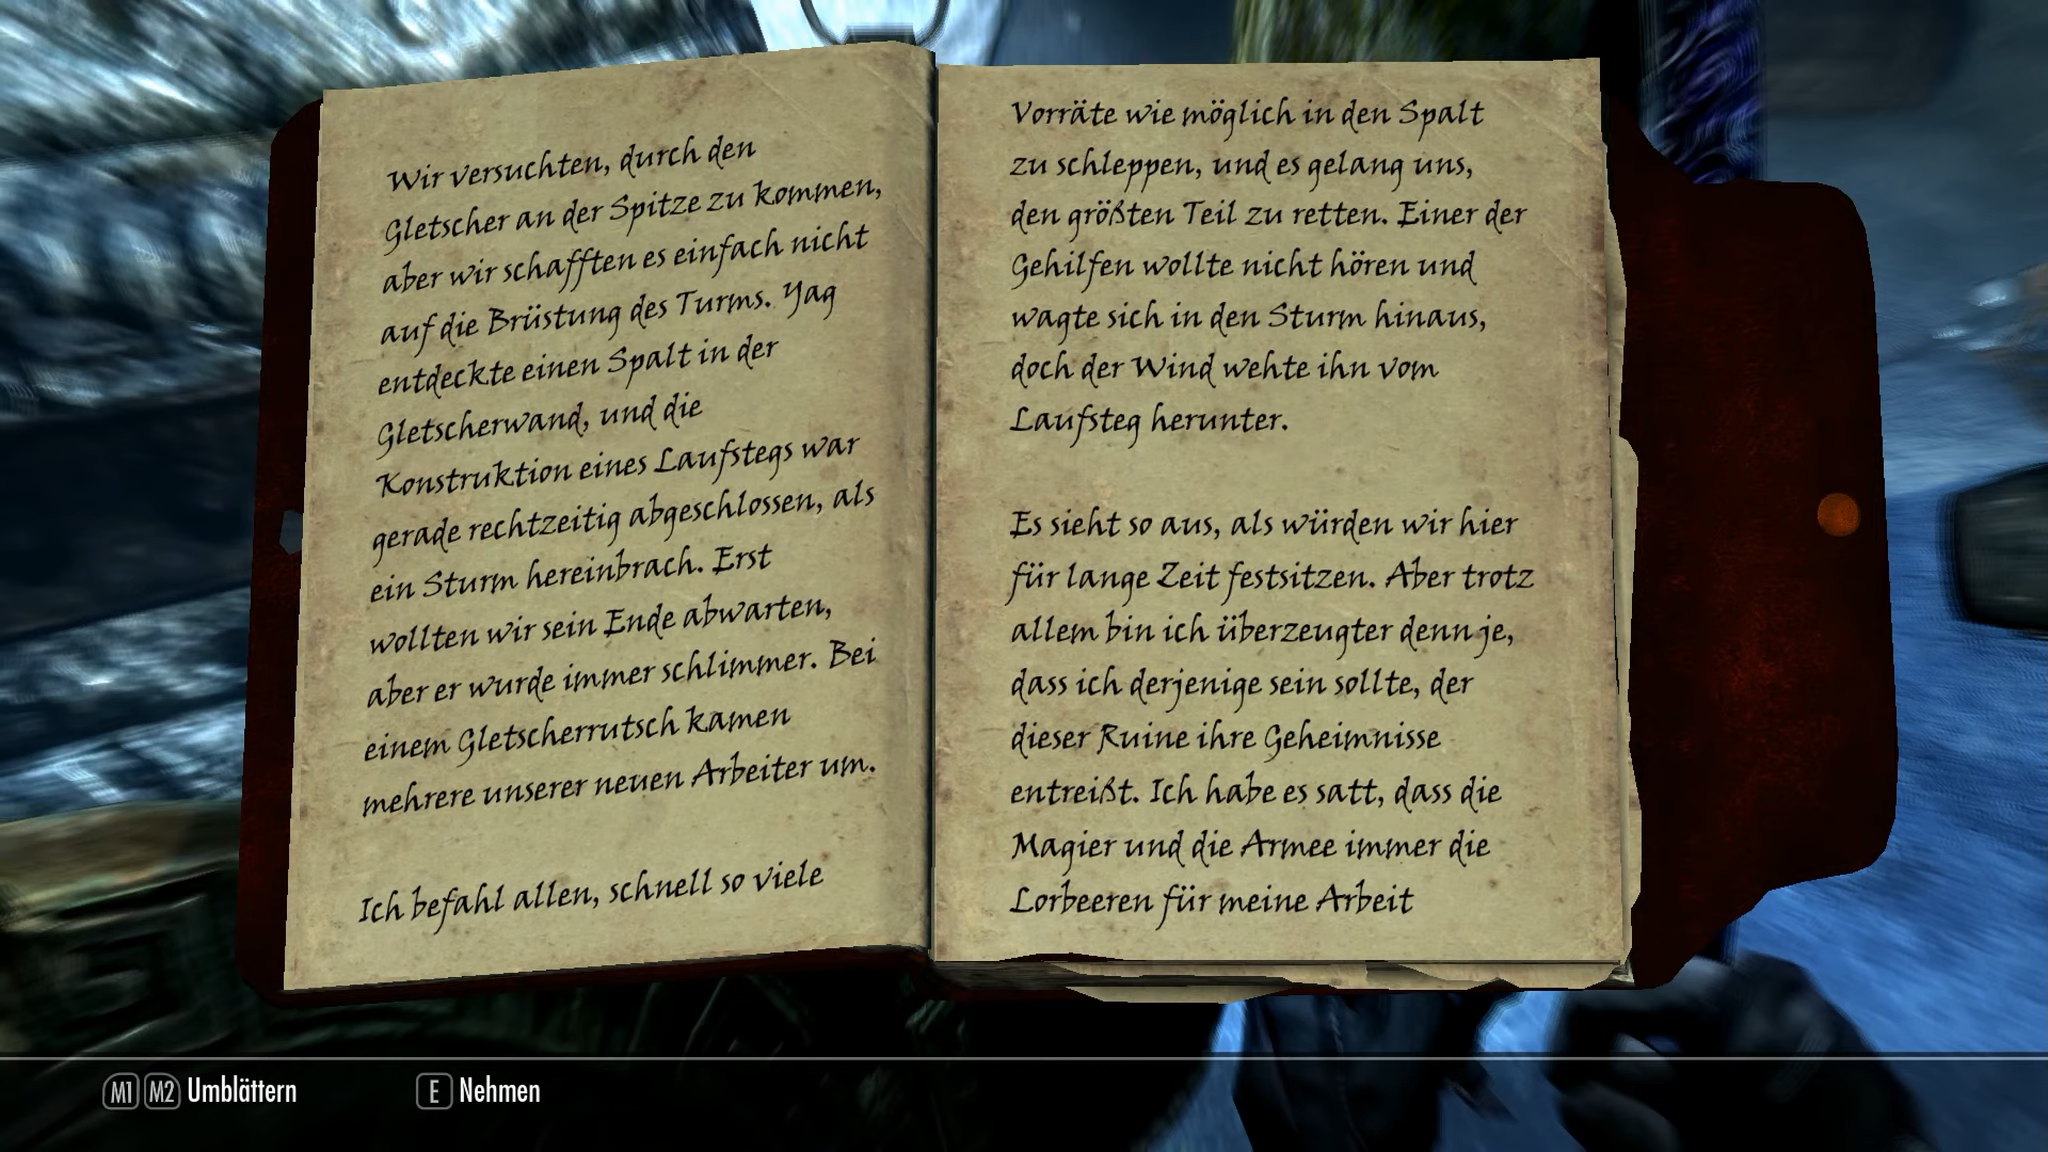 Wir versuchten, durch den
Gletscher an der Spitze zu kommen,
aber wir schafften es einfach nicht
auf die Brüstung des Turms. Yag
entdeckte einen Spalt in der
Gletscherwand, und die
Konstruktion eines Laufstegs war
gerade rechtzeitig abgeschlossen, als
ein Sturm hereinbrach. Erst
wollten wir sein Ende abwarten,
aber er wurde immer schlimmer. Bei
einem Gletscherrutsch kamen
mehrere unserer neuen Arbeiter um.
Ich befahl allen, schnell so viele
Vorräte wie möglich in den Spalt
zu schleppen, und es gelang uns,
den größten Teil zu retten. Einer der
Gehilfen wollte nicht hören und
wagte sich in den Sturm hinaus,
doch der Wind wehte ihn vom
Laufsteg herunter.
Es sieht so aus, als würden wir hier
für lange Zeit festsitzen. Aber trotz
allem bin ich überzeugter denn je,
dass ich derjenige sein sollte, der
dieser Ruine ihre Geheimnisse
entreißt. Ich habe es satt, dass die
Magier und die Armee immer die
Lorbeeren für meine Arbeit
M1 M2 Umblättern E Nehmen